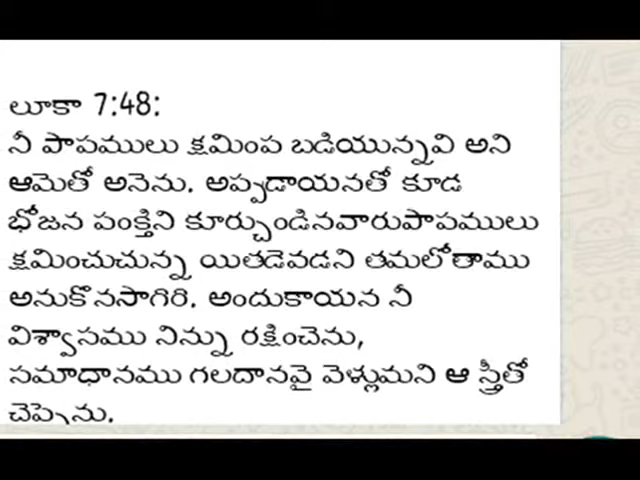 లూకా 7:48:
నీ పాపములు క్షమింప బడియున్నవి అని
ఆమెతో అనెను. అప్పడాయనతో కూడ
భోజన పంక్తిని కూర్చుండినవారుపాపములు
క్షమించుచున్న యితడెవడని తమలోతాము
అనుకొనసాగిరి. అందుకాయన నీ
విశ్వాసము నిన్ను రక్షించెను,
సమాధానము గలదానవై వెళ్లుమని ఆ స్త్రీతో
చెప్పెను.